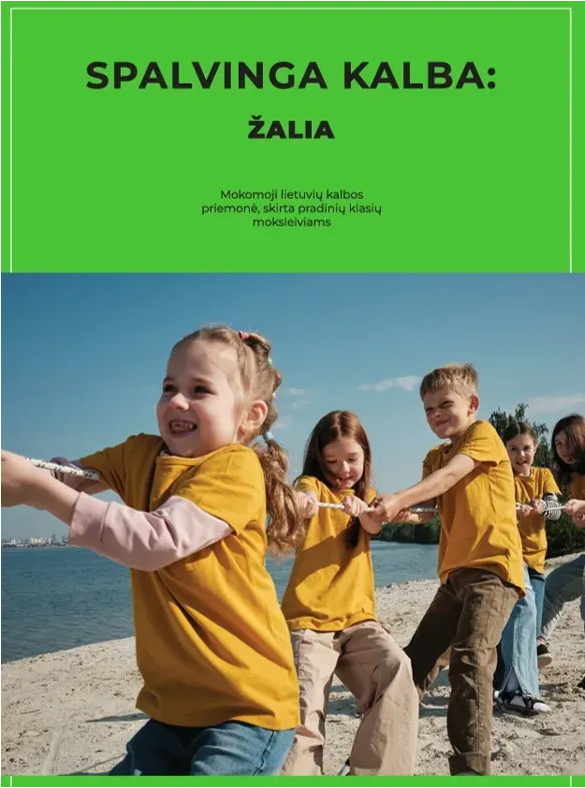 SPALVINGA KALBA:
ŽALIA
Mokomoji lietuvių kalbos
priemonė, skirta pradinių klasių
moksleiviams